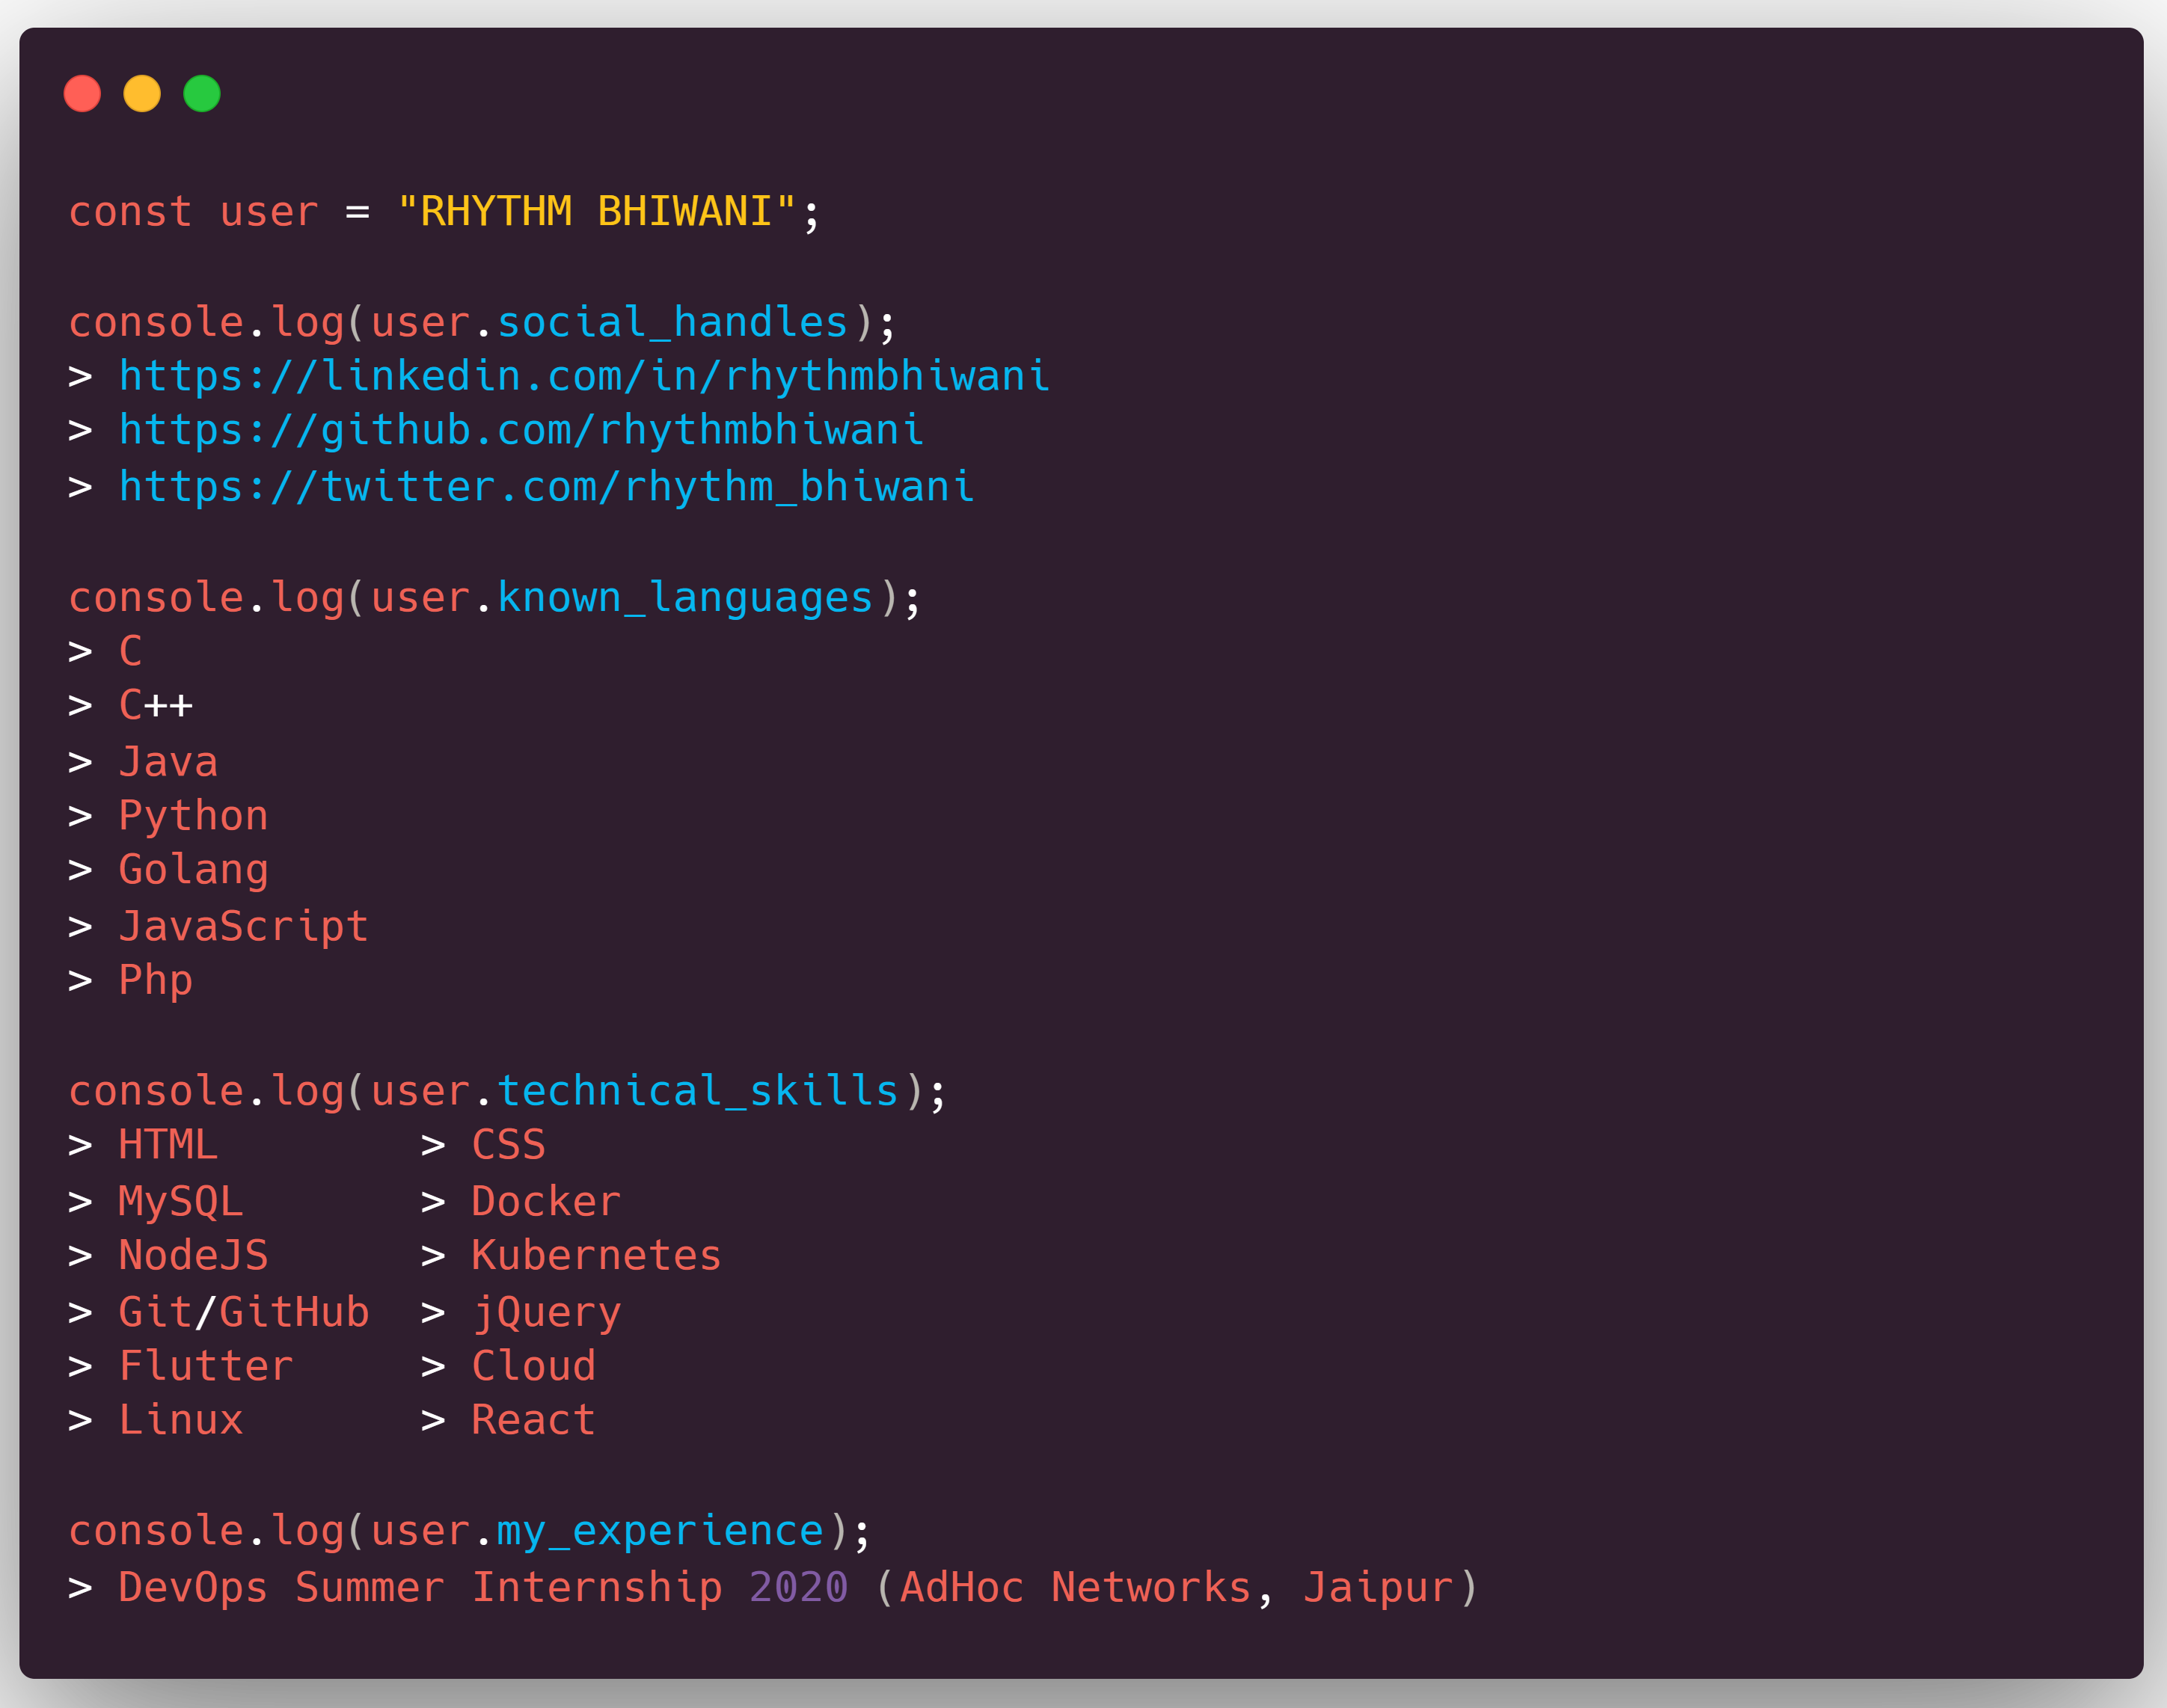 const user = "RHYTHM BHIWANI";
console.log(user.social_handles);
> https://linkedin.com/in/rhythmbhiwani
> https://github.com/rhythmbhiwani
> https://twitter.com/rhythm_bhiwani
console.log(user.known_languages);
> C
> C++
> Java
> Python
> Golang
> JavaScript
> Php
console.log(user.technical_skills);
> HTML        > CSS
> MySQL       > Docker
> NodeJS      > Kubernetes
> Git/GitHub  > jQuery
> Flutter     > Cloud
> Linux       > React
console.log(user.my_experience);
> DevOps Summer Internship 2020 (AdHoc Networks, Jaipur)